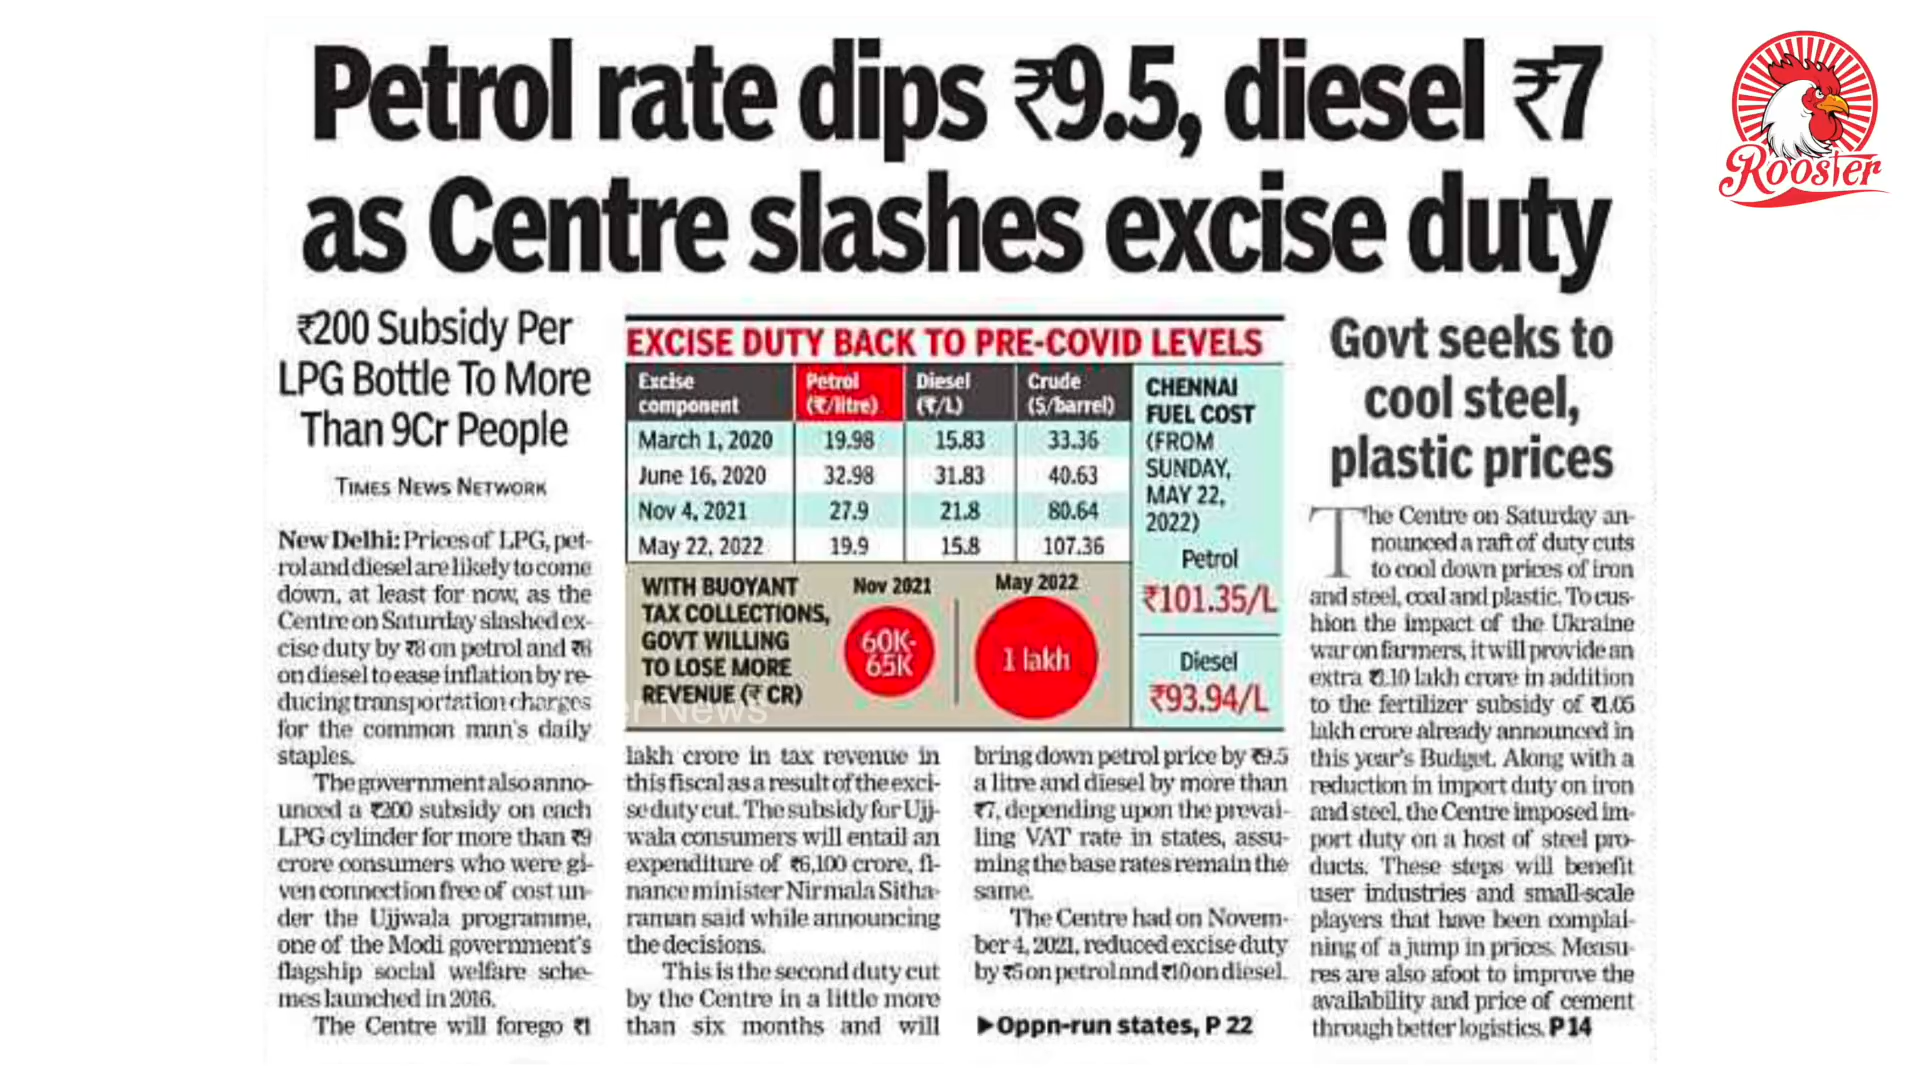 Petrol rate dips ₹9.5, diesel ₹7
as Centre slashes excise duty
Rooster
₹200 Subsidy Per
LPG Bottle To More
Than 9Cr People
TIMES NEWS NETWORK
New Delhi: Prices of LPG, pet-
rol and diesel are likely to come
down, at least for now, as the
Centre on Saturday slashed ex-
cise duty by ₹8 on petrol and ₹6
on diesel to ease inflation by re-
ducing transportation charges
for the common man's daily
staples.
The government also anno-
unced a ₹200 subsidy on each
LPG cylinder for more than ₹9
crore consumers who were gi-
ven connection free of cost un-
der the Ujjwala programme,
one of the Modi government's
flagship social welfare sche-
mes launched in 2016.
The Centre will forego ₹1
EXCISE DUTY BACK TO PRE-COVID LEVELS
Excise component Petrol (₹/litre) Diesel (₹/L) Crude ($/barrel)
March 1, 2020 19.98 15.83 33.36
June 16, 2020 32.98 31.83 40.63
Nov 4, 2021 27.9 21.8 80.64
May 22, 2022 19.9 15.8 107.36
WITH BUOYANT
TAX COLLECTIONS,
GOVT WILLING
TO LOSE MORE
REVENUE (₹ CR)
Nov 2021
60K-
65K
May 2022
1 lakh
CHENNAI
FUEL COST
(FROM
SUNDAY,
MAY 22,
2022)
Petrol
₹101.35/L
Diesel
₹93.94/L
er News
lakh crore in tax revenue in
this fiscal as a result of the exci-
se duty cut. The subsidy for Ujj-
wala consumers will entail an
expenditure of ₹6,100 crore, fi-
nance minister Nirmala Sitha-
raman said while announcing
the decisions.
This is the second duty cut
by the Centre in a little more
than six months and will
bring down petrol price by ₹9.5
a litre and diesel by more than
₹7, depending upon the prevai-
ling VAT rate in states, assu-
ming the base rates remain the
same.
The Centre had on Novem-
ber 4, 2021, reduced excise duty
by ₹5 on petrol and ₹10 on diesel.
▶Oppn-run states, P 22
Govt seeks to
cool steel,
plastic prices
The Centre on Saturday an-
nounced a raft of duty cuts
to cool down prices of iron
and steel, coal and plastic. To cus-
hion the impact of the Ukraine
war on farmers, it will provide an
extra ₹1.10 lakh crore in addition
to the fertilizer subsidy of ₹1.05
lakh crore already announced in
this year's Budget. Along with a
reduction in import duty on iron
and steel, the Centre imposed im-
port duty on a host of steel pro-
ducts. These steps will benefit
user industries and small-scale
players that have been complai-
ning of a jump in prices. Measu-
res are also afoot to improve the
availability and price of cement
through better logistics. P 14